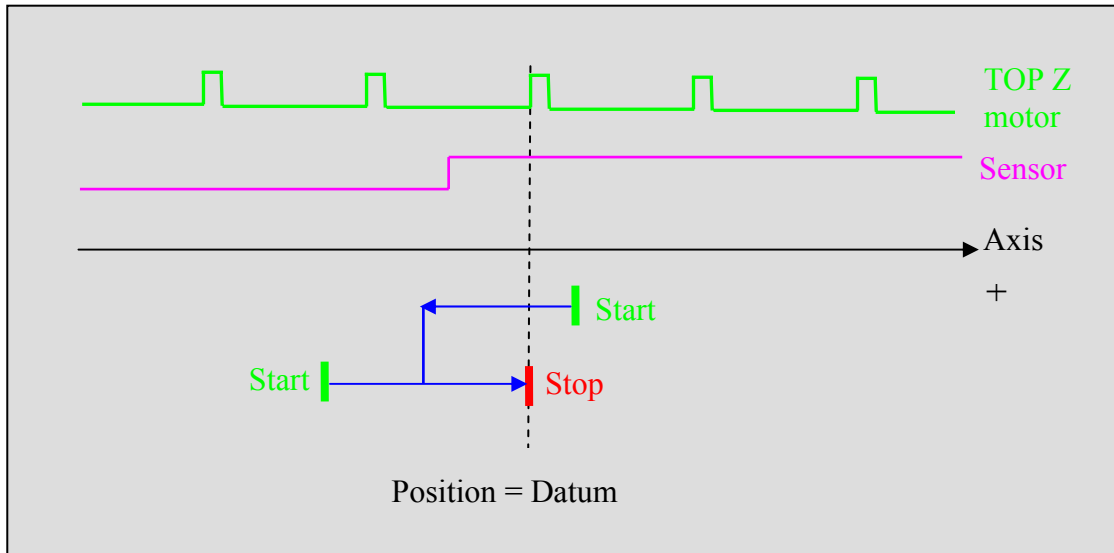 TOP Z
motor
Sensor
Axis
+
Start
Start
Stop
Position = Datum